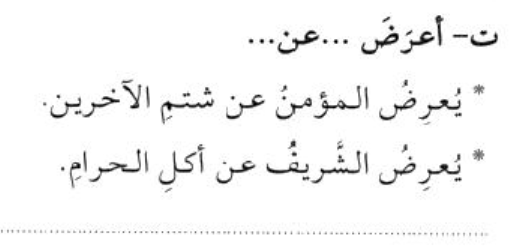 ت- أعرَضَ ...عن...
* يُعرِضُ المؤمنُ عن شتمِ الآخرين.
* يُعرِضُ الشَّريفُ عن أكلِ الحرامِ.